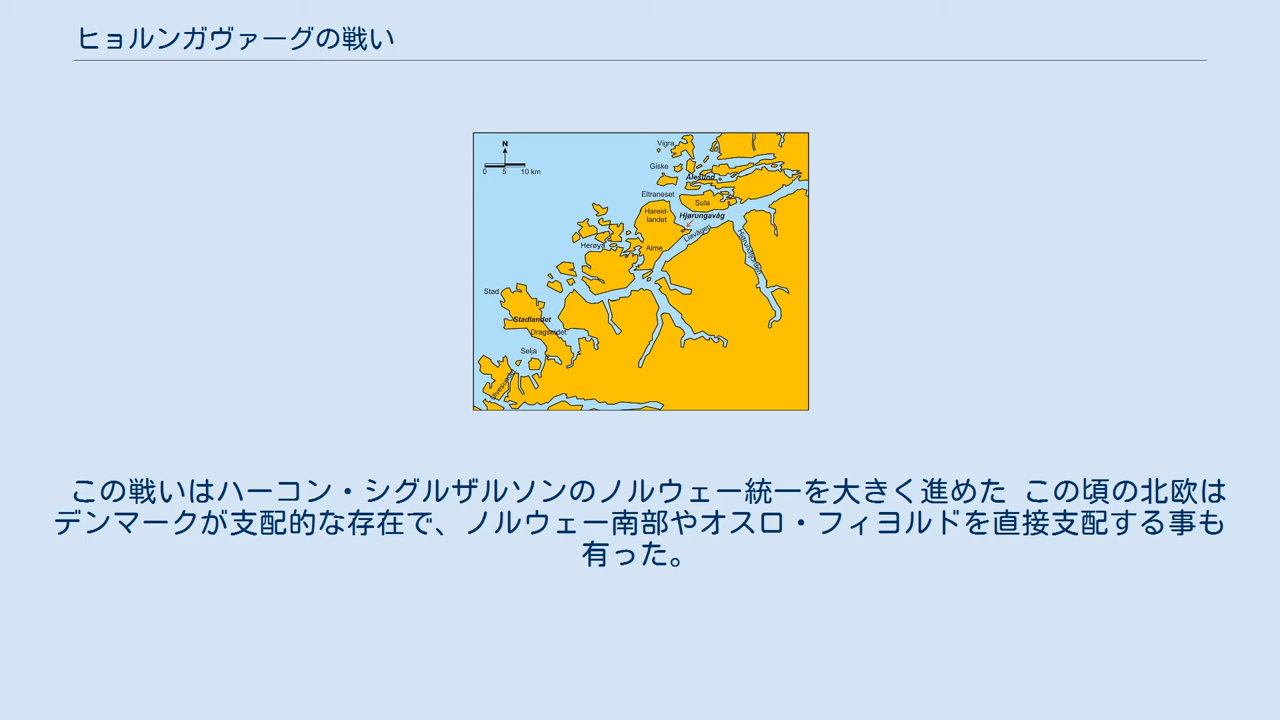 ヒョルンガヴァーグの戦い
N
0 5 10 km
Vigra
Giske
Ålesund
Eltraneset
Sula
Hareid-
landet
Hjørungavåg
Liavågen
Herøy
Alme
Stad
Stadlandet
Dragseidet
Selja
この戦いはハーコン・シグルザルソンのノルウェー統一を大きく進めた この頃の北欧は
デンマークが支配的な存在で、ノルウェー南部やオスロ・フィヨルドを直接支配する事も
有った。